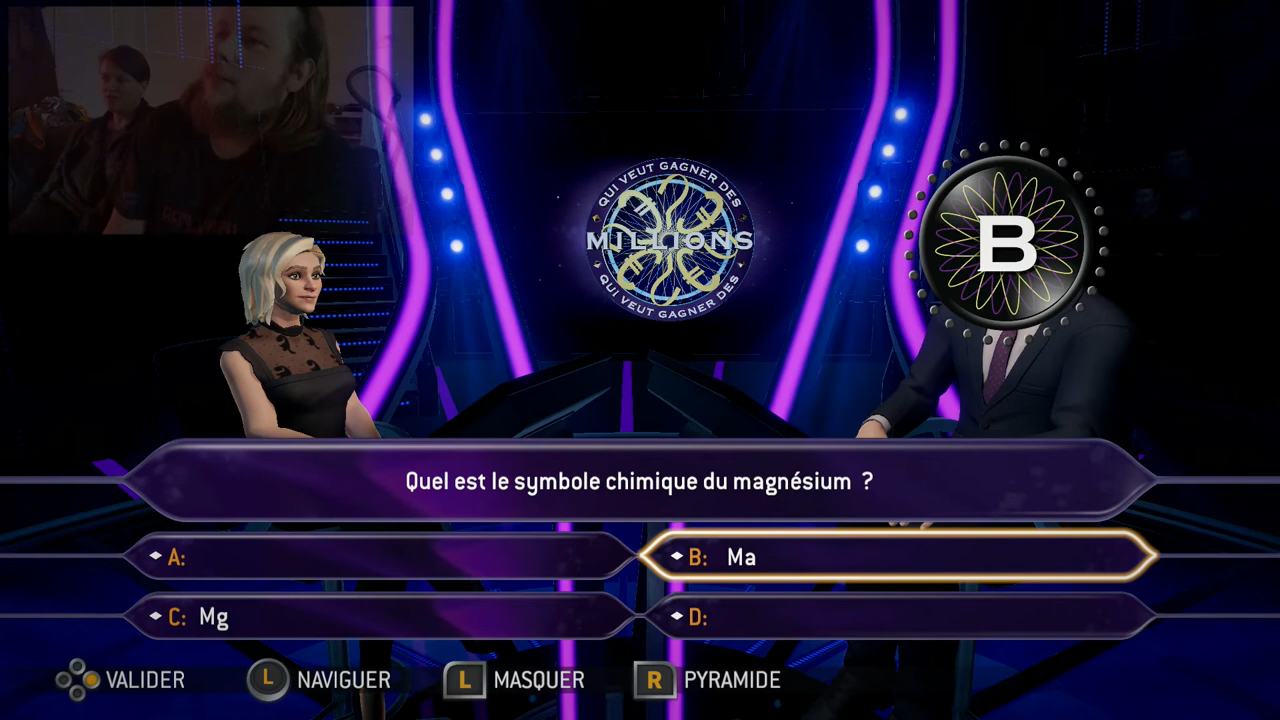 QUI VEUT GAGNER DES
MILLIONS
QUI VEUT GAGNER DES
B
Quel est le symbole chimique du magnésium ?
A:
B: Ma
C: Mg
D:
VALIDER
L NAVIGUER
L MASQUER
R PYRAMIDE